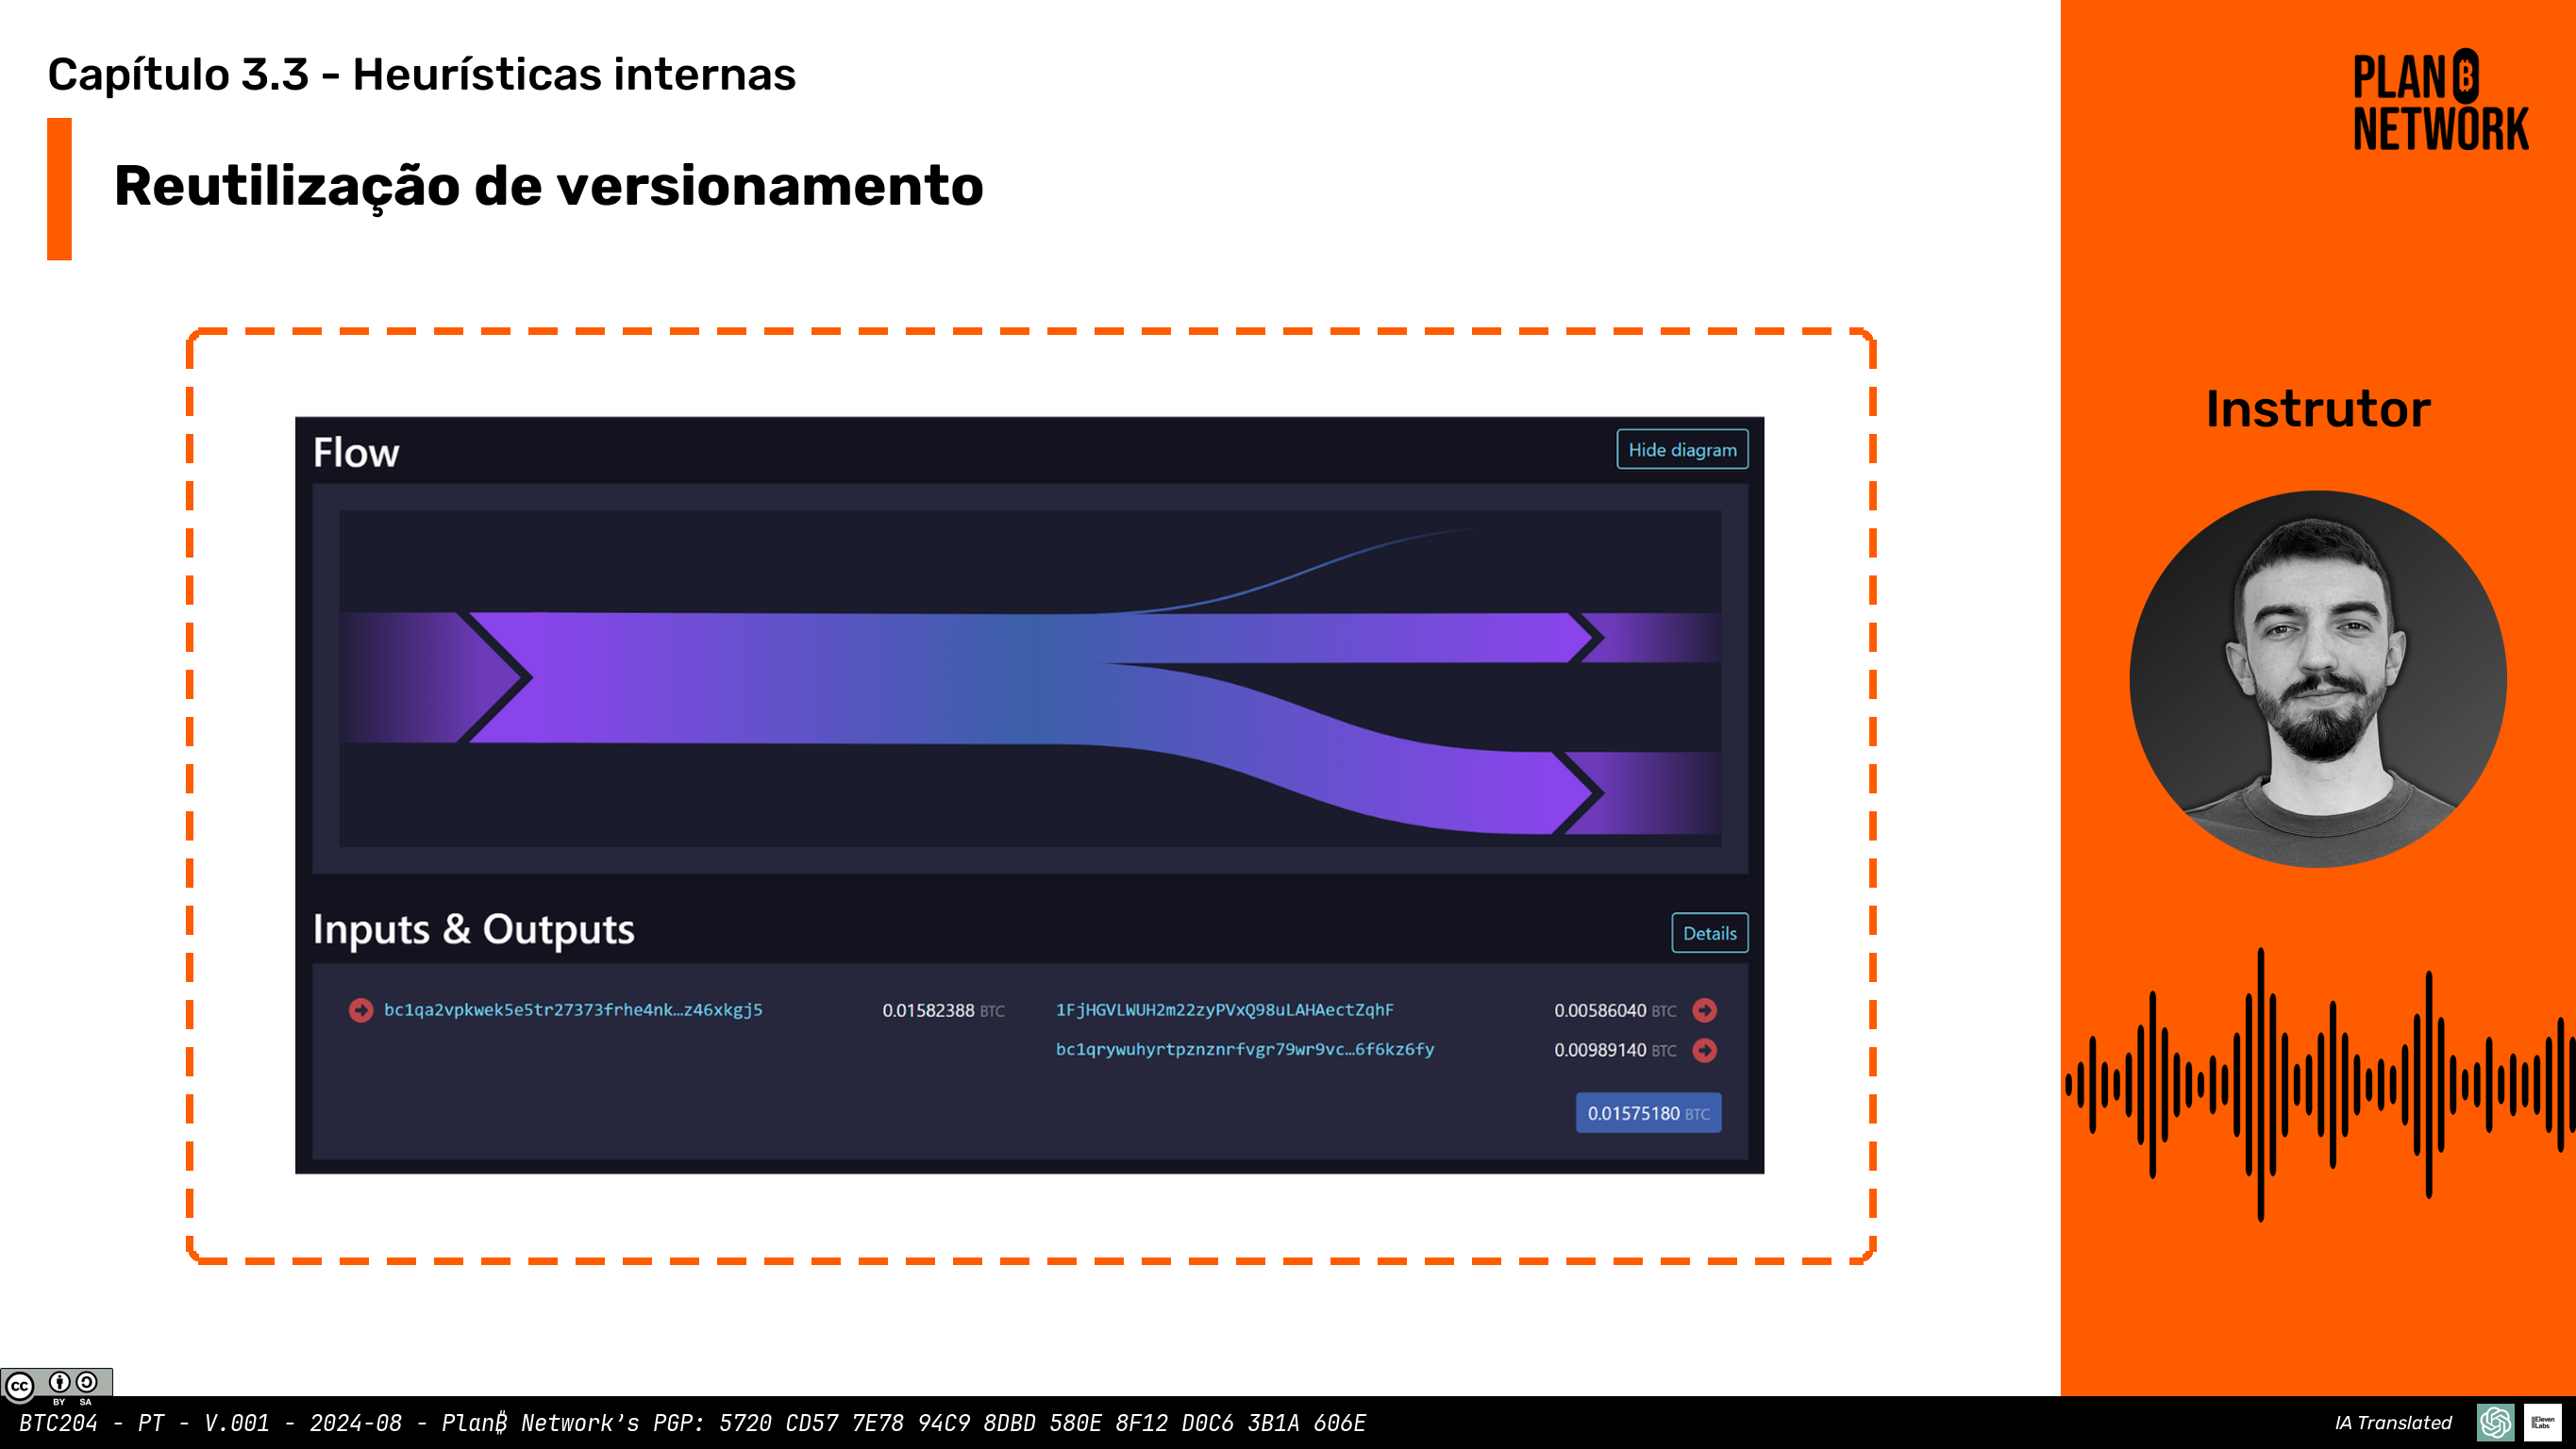 Capítulo 3.3 - Heurísticas internas
Reutilização de versionamento
PLAN ₿
NETWORK
Instrutor
Flow
Hide diagram
Inputs & Outputs
Details
bc1qa2vpkwek5e5tr27373frhe4nk…z46xkgj5
0.01582388 BTC
1FjHGVLWUH2m22zyPVxQ98uLAHAectZqhF
0.00586040 BTC
bc1qrywuhyrtpznznrfvgr79wr9vc…6f6kz6fy
0.00989140 BTC
0.01575180 BTC
cc BY SA
BTC204 - PT - V.001 - 2024-08 - Plan₿ Network’s PGP: 5720 CD57 7E78 94C9 8DBD 580E 8F12 D0C6 3B1A 606E
IA Translated
IIElevenLabs